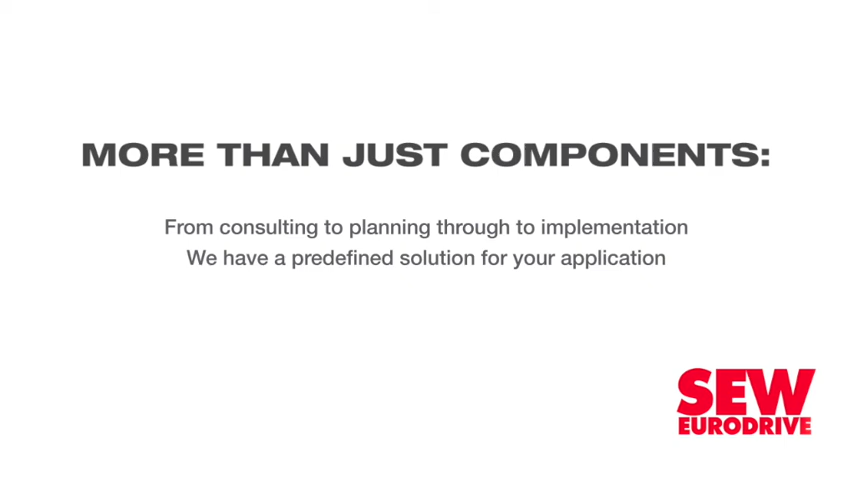 MORE THAN JUST COMPONENTS:
From consulting to planning through to implementation
We have a predefined solution for your application
SEW
EURODRIVE